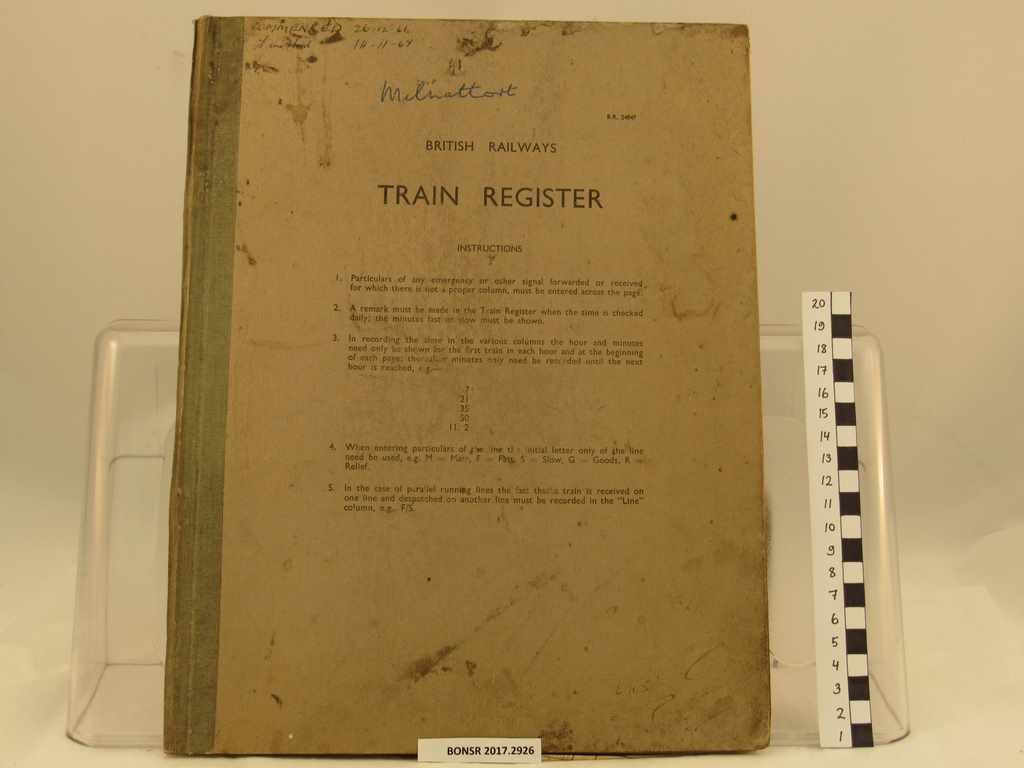 COMMENCED 26-12-61
14-11-64
Milnathort
BRITISH RAILWAYS
TRAIN REGISTER
INSTRUCTIONS
1. Particulars of any emergency or other signal forwarded or received
for which there is not a proper column, must be entered across the page.
2. A remark must be made in the Train Register when the time is checked
daily; the minutes fast or slow must be shown.
3. In recording the time in the various columns the hour and minutes
need only be shown for the first train in each hour and at the beginning
of each page; thereafter minutes only need be recorded until the next
hour is reached, e.g.—
7
21
35
50
11. 2
4. When entering particulars of the line the initial letter only of the line
need be used, e.g. M = Main, F = Fast, S = Slow, G = Goods, R =
Relief.
5. In the case of parallel running lines the fact that a train is received on
one line and despatched on another line must be recorded in the "Line"
column, e.g., F/S.
BONSR 2017.2926
20
19
18
17
16
15
14
13
12
11
10
9
8
7
6
5
4
3
2
1